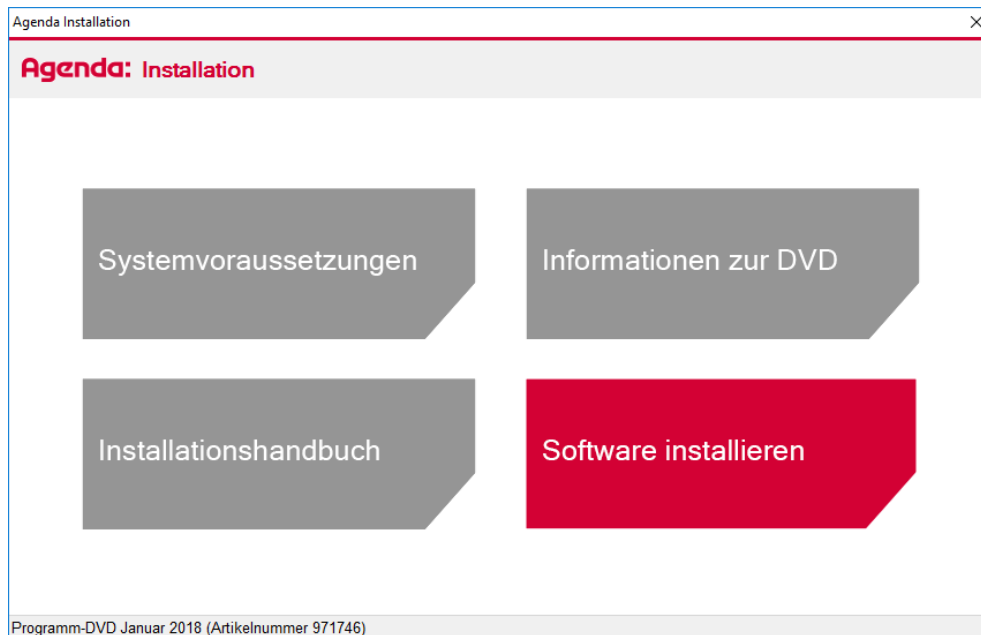 Agenda Installation
Agenda: Installation
Systemvoraussetzungen
Informationen zur DVD
Installationshandbuch
Software installieren
Programm-DVD Januar 2018 (Artikelnummer 971746)